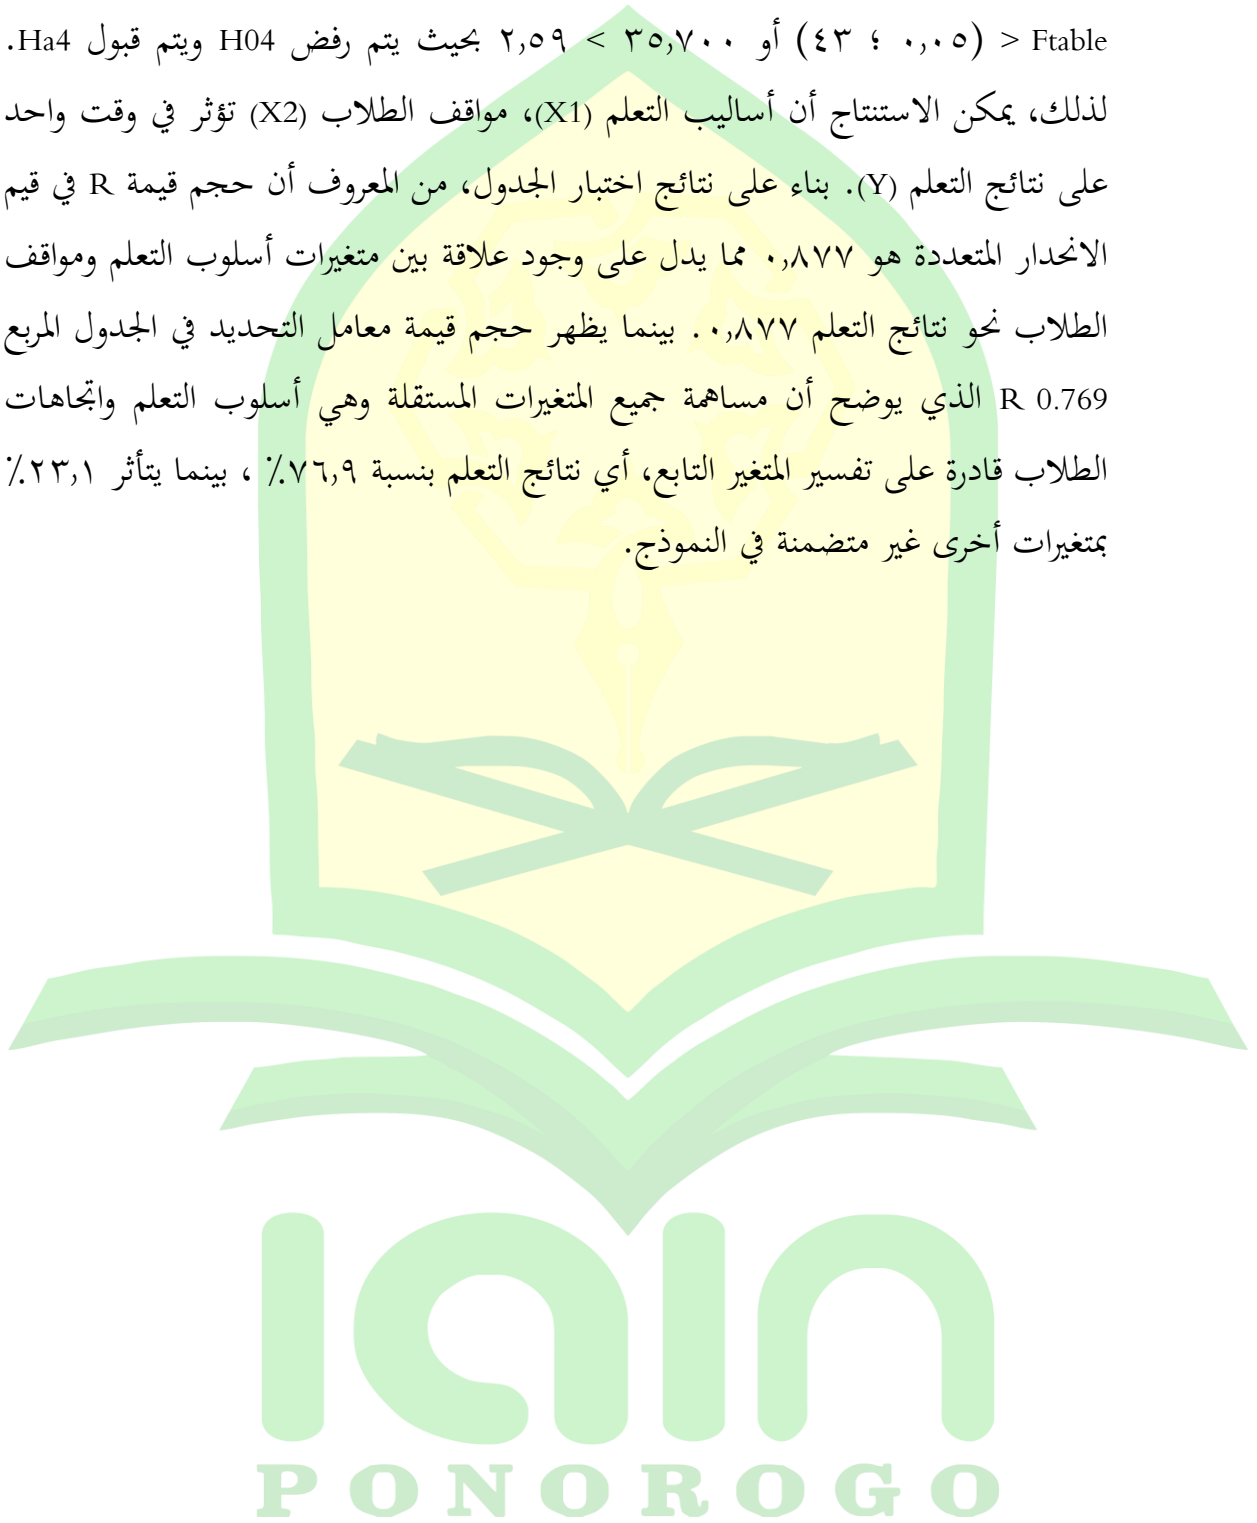 Ftable > (٠,٠٥ ؛ ٤٣) أو ٣٥,٧٠٠ > ٢,٥٩ بحيث يتم رفض H04 ويتم قبول Ha4.
لذلك، يمكن الاستنتاج أن أساليب التعلم (X1)، مواقف الطلاب (X2) تؤثر في وقت واحد
على نتائج التعلم (Y). بناء على نتائج اختبار الجدول، من المعروف أن حجم قيمة R في قيم
الانحدار المتعددة هو ٠,٨٧٧ مما يدل على وجود علاقة بين متغيرات أسلوب التعلم ومواقف
الطلاب نحو نتائج التعلم ٠,٨٧٧. بينما يظهر حجم قيمة معامل التحديد في الجدول المربع
R 0.769 الذي يوضح أن مساهمة جميع المتغيرات المستقلة وهي أسلوب التعلم واتجاهات
الطلاب قادرة على تفسير المتغير التابع، أي نتائج التعلم بنسبة ٧٦,٩٪ ، بينما يتأثر ٢٣,١٪
بمتغيرات أخرى غير متضمنة في النموذج.
iain
PONOROGO